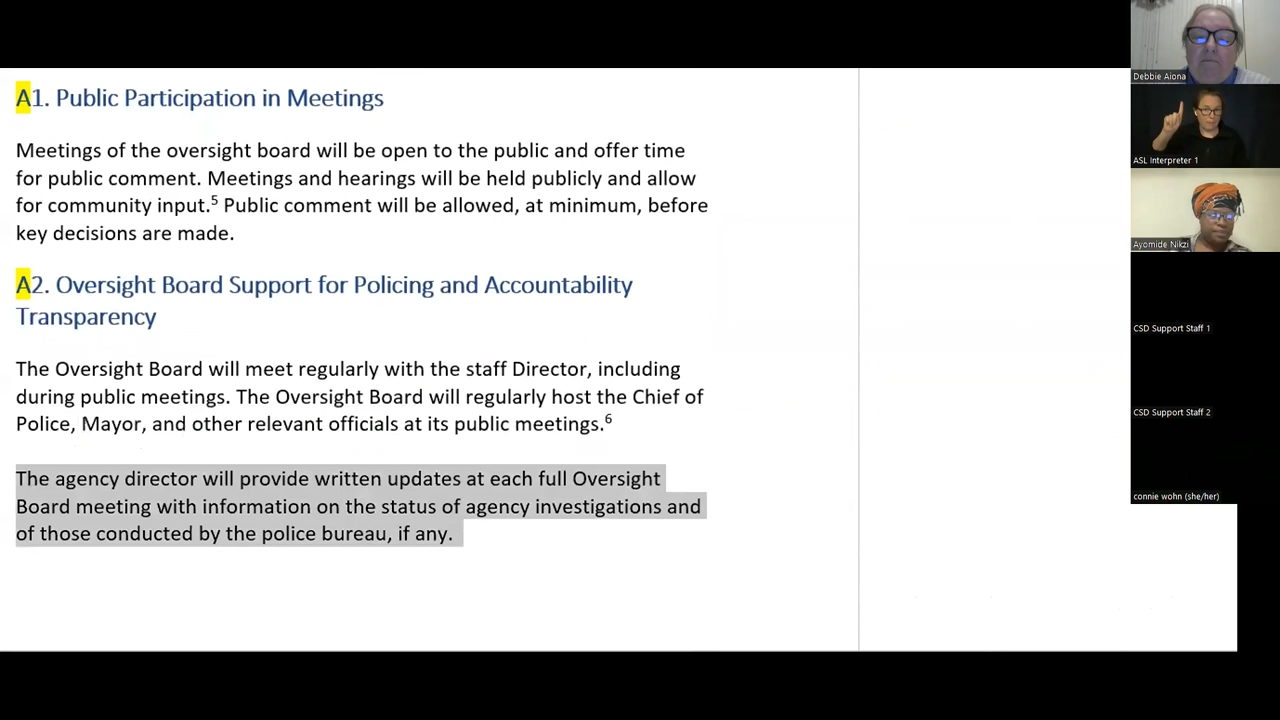 A1. Public Participation in Meetings
Meetings of the oversight board will be open to the public and offer time
for public comment. Meetings and hearings will be held publicly and allow
for community input.5 Public comment will be allowed, at minimum, before
key decisions are made.
A2. Oversight Board Support for Policing and Accountability
Transparency
The Oversight Board will meet regularly with the staff Director, including
during public meetings. The Oversight Board will regularly host the Chief of
Police, Mayor, and other relevant officials at its public meetings.6
The agency director will provide written updates at each full Oversight
Board meeting with information on the status of agency investigations and
of those conducted by the police bureau, if any.
Debbie Aiona
ASL Interpreter 1
Ayomide Nikzi
CSD Support Staff 1
CSD Support Staff 2
connie wohn (she/her)